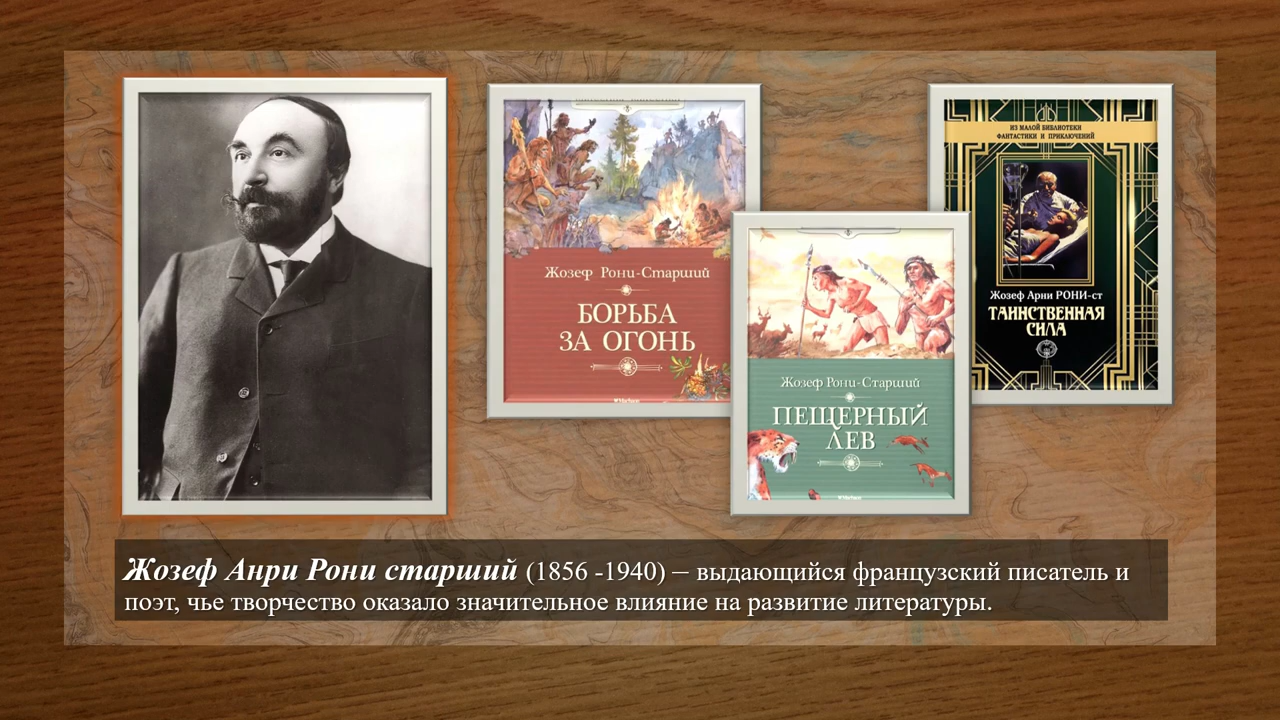 Жозеф Рони-Старший
БОРЬБА
ЗА ОГОНЬ
Жозеф Рони-Старший
ПЕЩЕРНЫЙ
ЛЕВ
ИЗ МАЛОЙ БИБЛИОТЕКИ
ФАНТАСТИКИ И ПРИКЛЮЧЕНИЙ
Жозеф Арни РОНИ-ст
ТАИНСТВЕННАЯ
СИЛА
Жозеф Анри Рони старший (1856 -1940) – выдающийся французский писатель и
поэт, чье творчество оказало значительное влияние на развитие литературы.